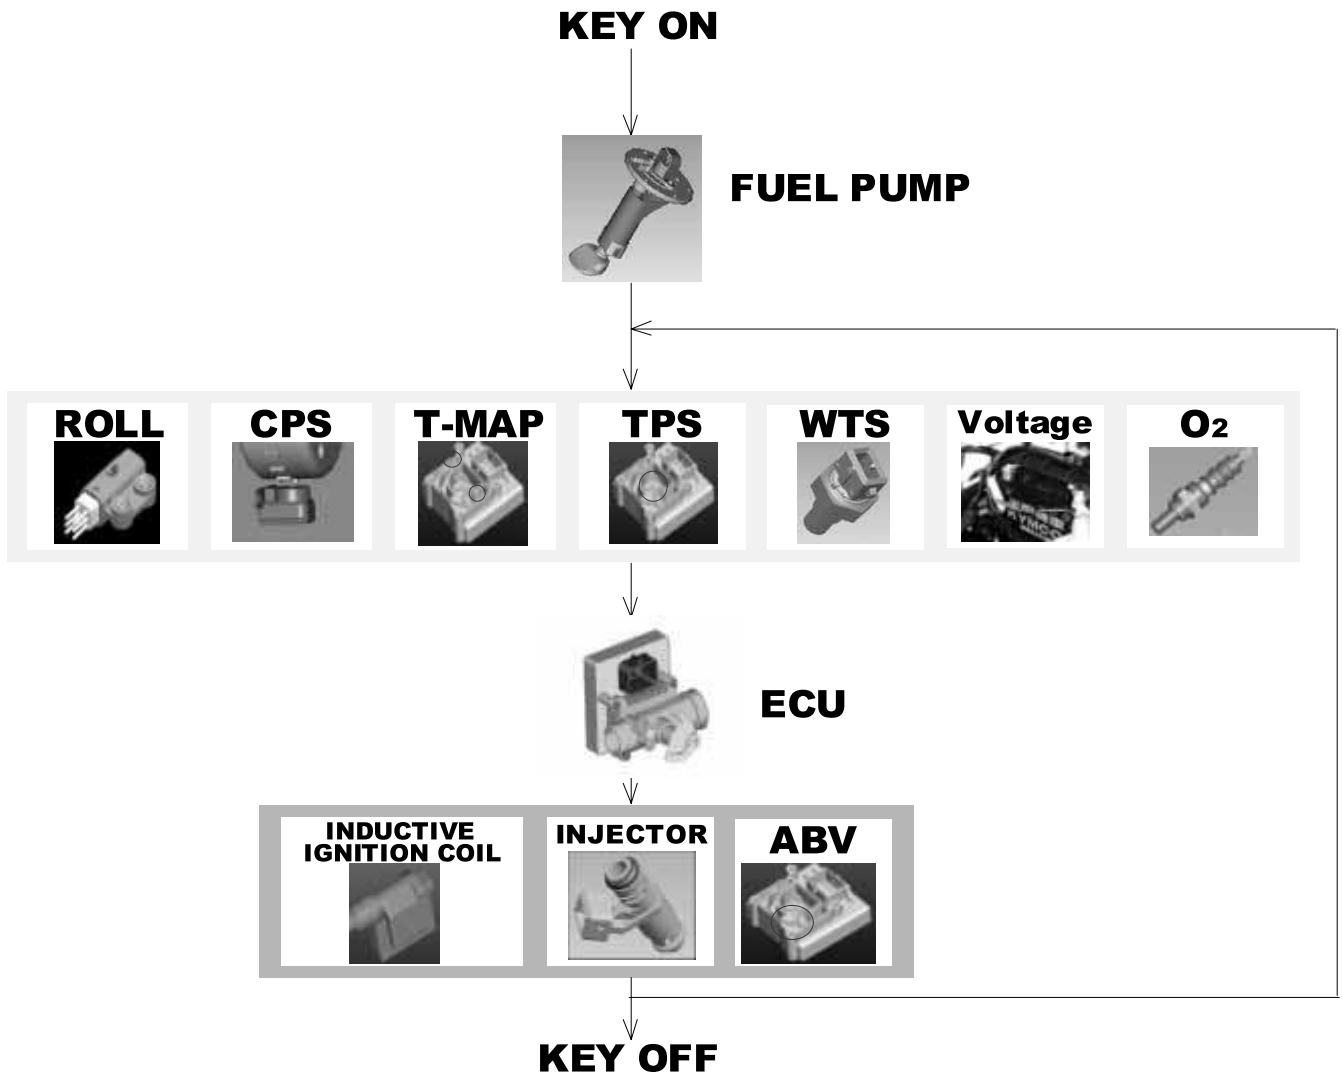 KEY ON
FUEL PUMP
ROLL
CPS
T-MAP
TPS
WTS
Voltage
O2
KYMCO
ECU
INDUCTIVE
IGNITION COIL
INJECTOR
ABV
KEY OFF